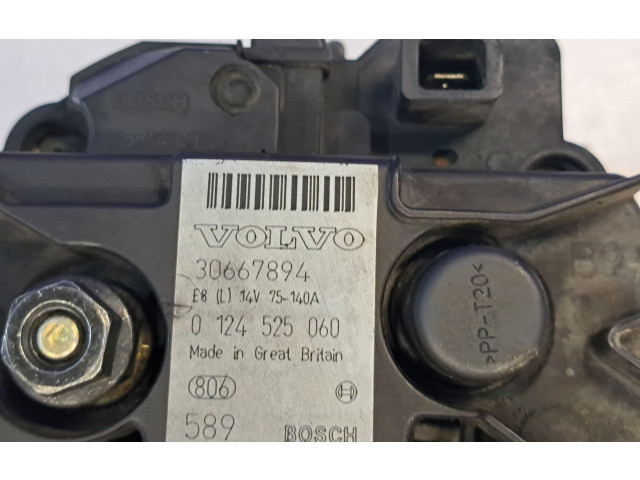 BOSCH
VOLVO
30667894
E8 (L) 14V 75-140A
0 124 525 060
Made in Great Britain
806
589 BOSCH
>PP-T20<